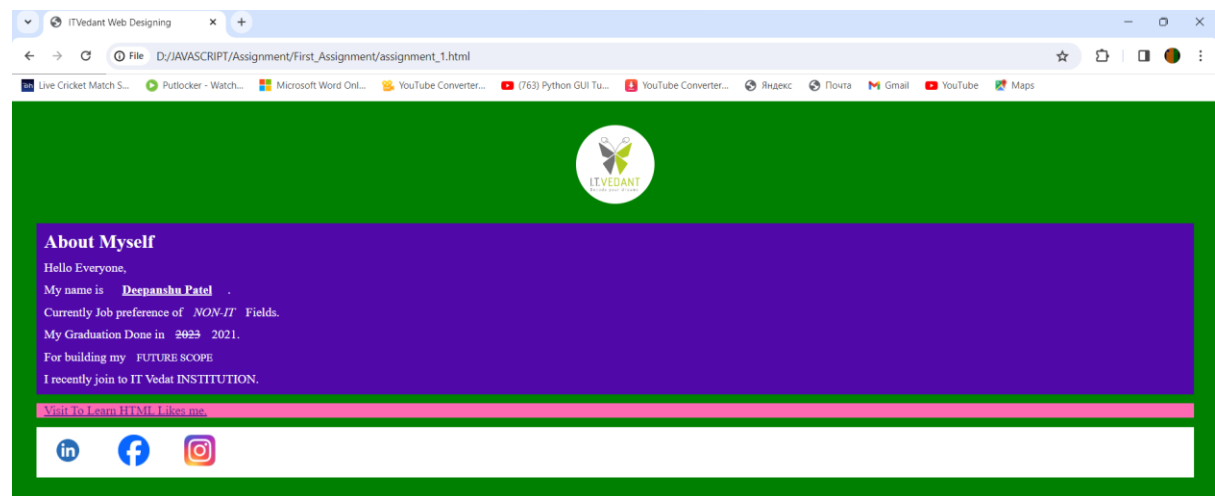 ITVedant Web Designing
File D:/JAVASCRIPT/Assignment/First_Assignment/assignment_1.html
Live Cricket Match S... Putlocker - Watch... Microsoft Word Onl... YouTube Converter... (763) Python GUI Tu... YouTube Converter... Яндекс Почта Gmail YouTube Maps
I.T.VEDANT
About Myself
Hello Everyone,
My name is Deepanshu Patel .
Currently Job preference of NON-IT Fields.
My Graduation Done in 2023 2021.
For building my FUTURE SCOPE
I recently join to IT Vedat INSTITUTION.
Visit To Learn HTML Likes me.
in